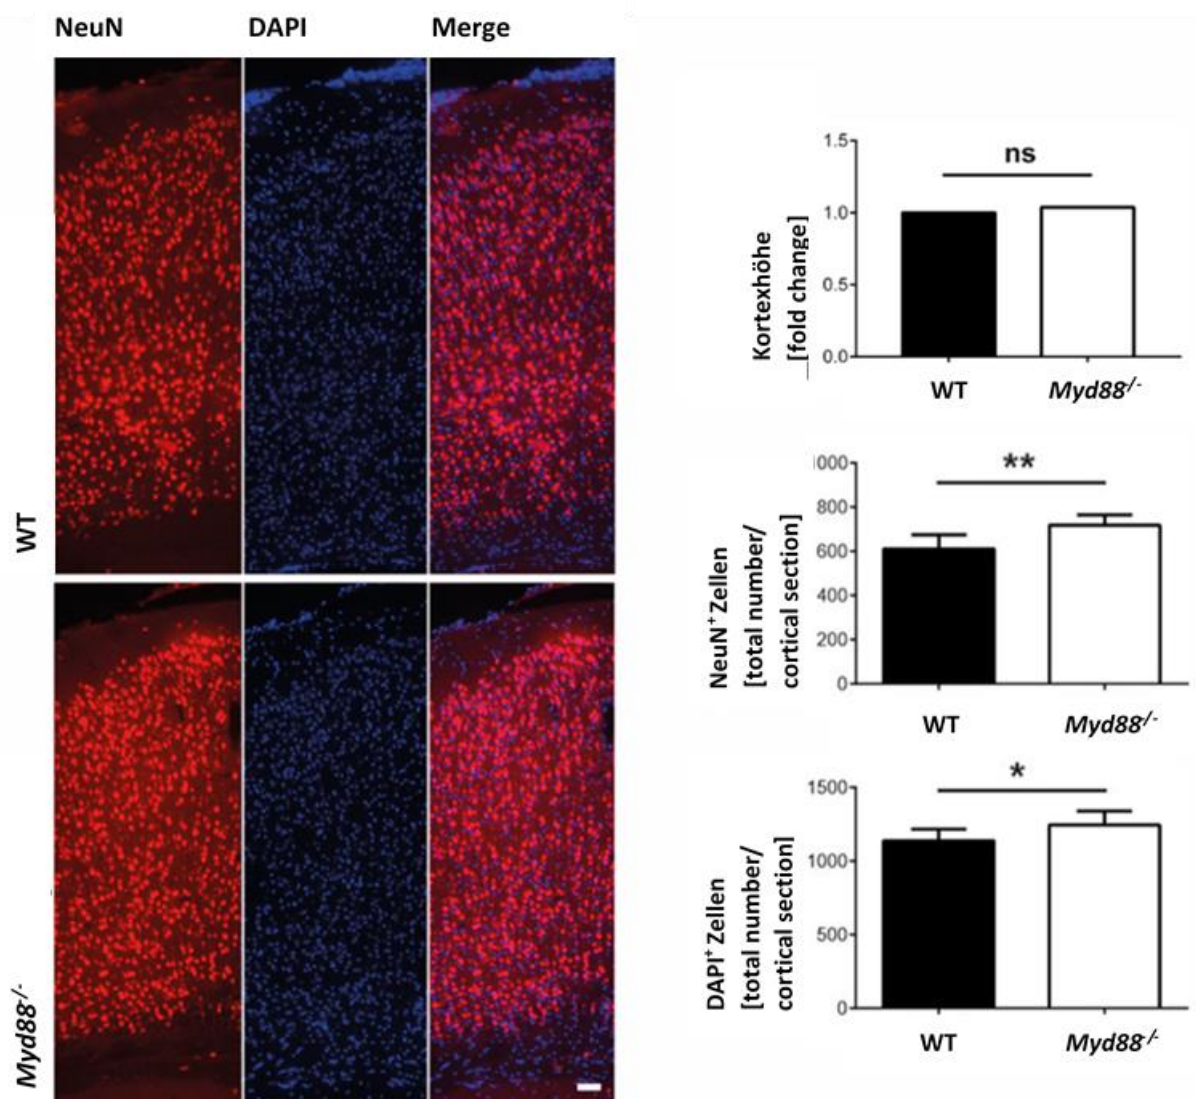 NeuN DAPI Merge
WT
Myd88-/-
Kortexhöhe
[fold change]
1.5
1.0
0.5
0.0
ns
WT Myd88-/-
NeuN+ Zellen
[total number/
cortical section]
000
800
600
400
200
0
**
WT Myd88-/-
DAPI+ Zellen
[total number/
cortical section]
1500
1000
500
0
*
WT Myd88-/-